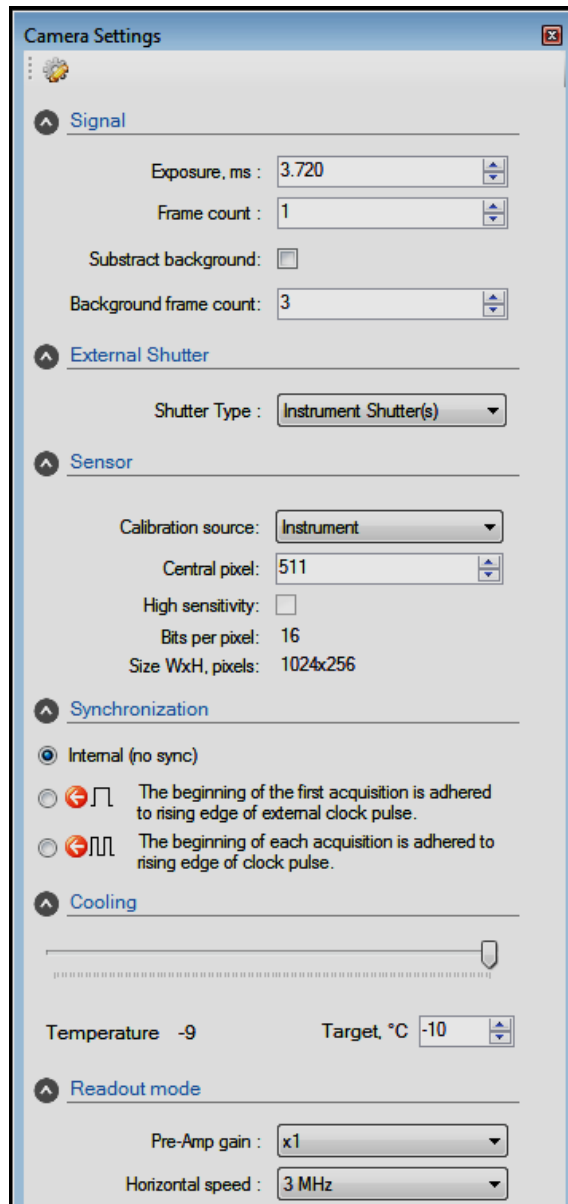 Camera Settings
Signal
Exposure, ms : 3.720
Frame count : 1
Substract background:
Background frame count: 3
External Shutter
Shutter Type : Instrument Shutter(s)
Sensor
Calibration source: Instrument
Central pixel: 511
High sensitivity:
Bits per pixel: 16
Size WxH, pixels: 1024x256
Synchronization
Internal (no sync)
The beginning of the first acquisition is adhered
to rising edge of external clock pulse.
The beginning of each acquisition is adhered to
rising edge of clock pulse.
Cooling
Temperature -9 Target, °C -10
Readout mode
Pre-Amp gain : x1
Horizontal speed : 3 MHz